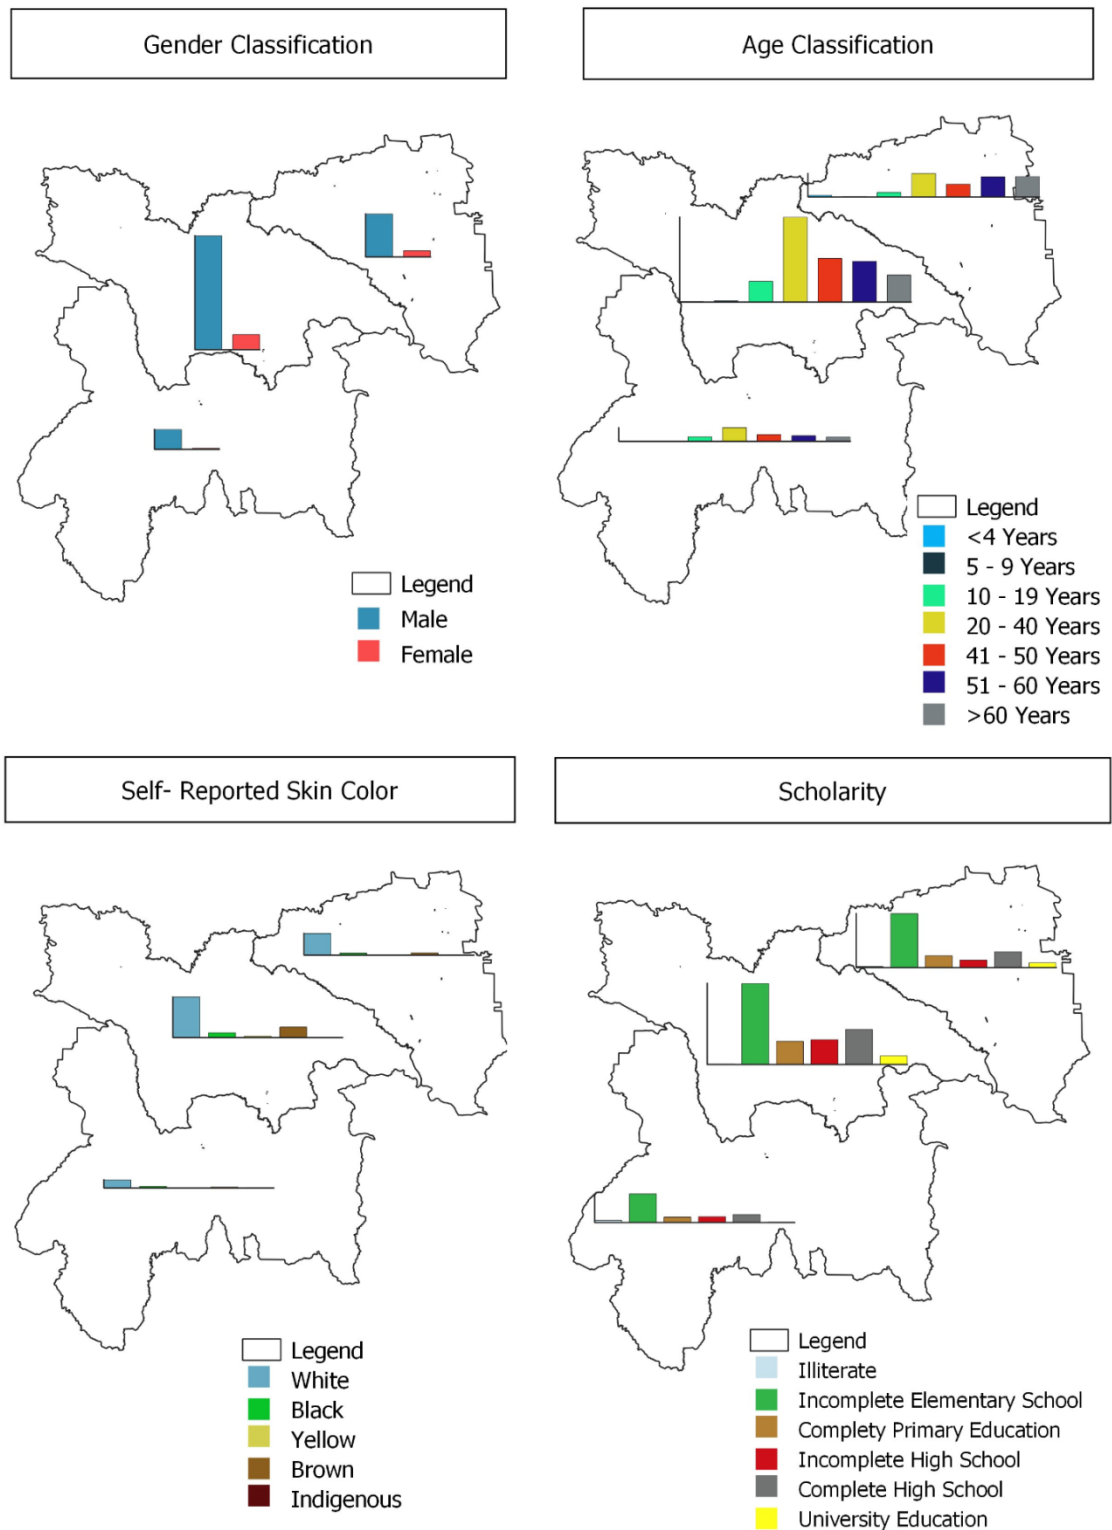 Gender Classification
Age Classification
Legend
Male
Female
Legend
<4 Years
5 - 9 Years
10 - 19 Years
20 - 40 Years
41 - 50 Years
51 - 60 Years
>60 Years
Self- Reported Skin Color
Scholarity
Legend
White
Black
Yellow
Brown
Indigenous
Legend
Illiterate
Incomplete Elementary School
Complety Primary Education
Incomplete High School
Complete High School
University Education